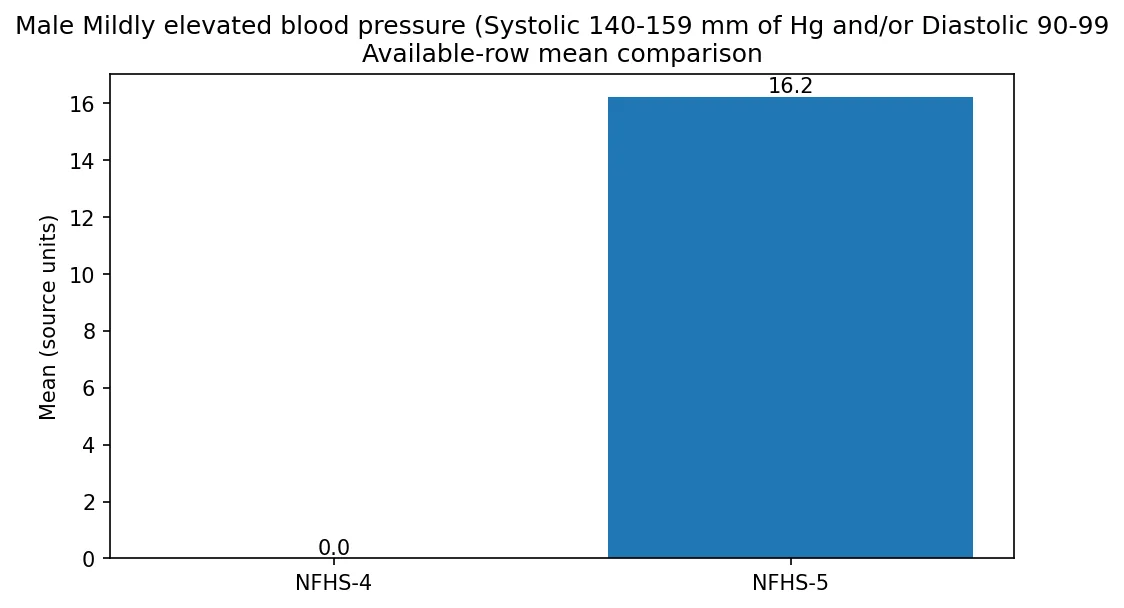 Male Mildly elevated blood pressure (Systolic 140-159 mm of Hg and/or Diastolic 90-99
Available-row mean comparison
Mean (source units)
16
14
12
10
8
6
4
2
0
0.0
16.2
NFHS-4
NFHS-5